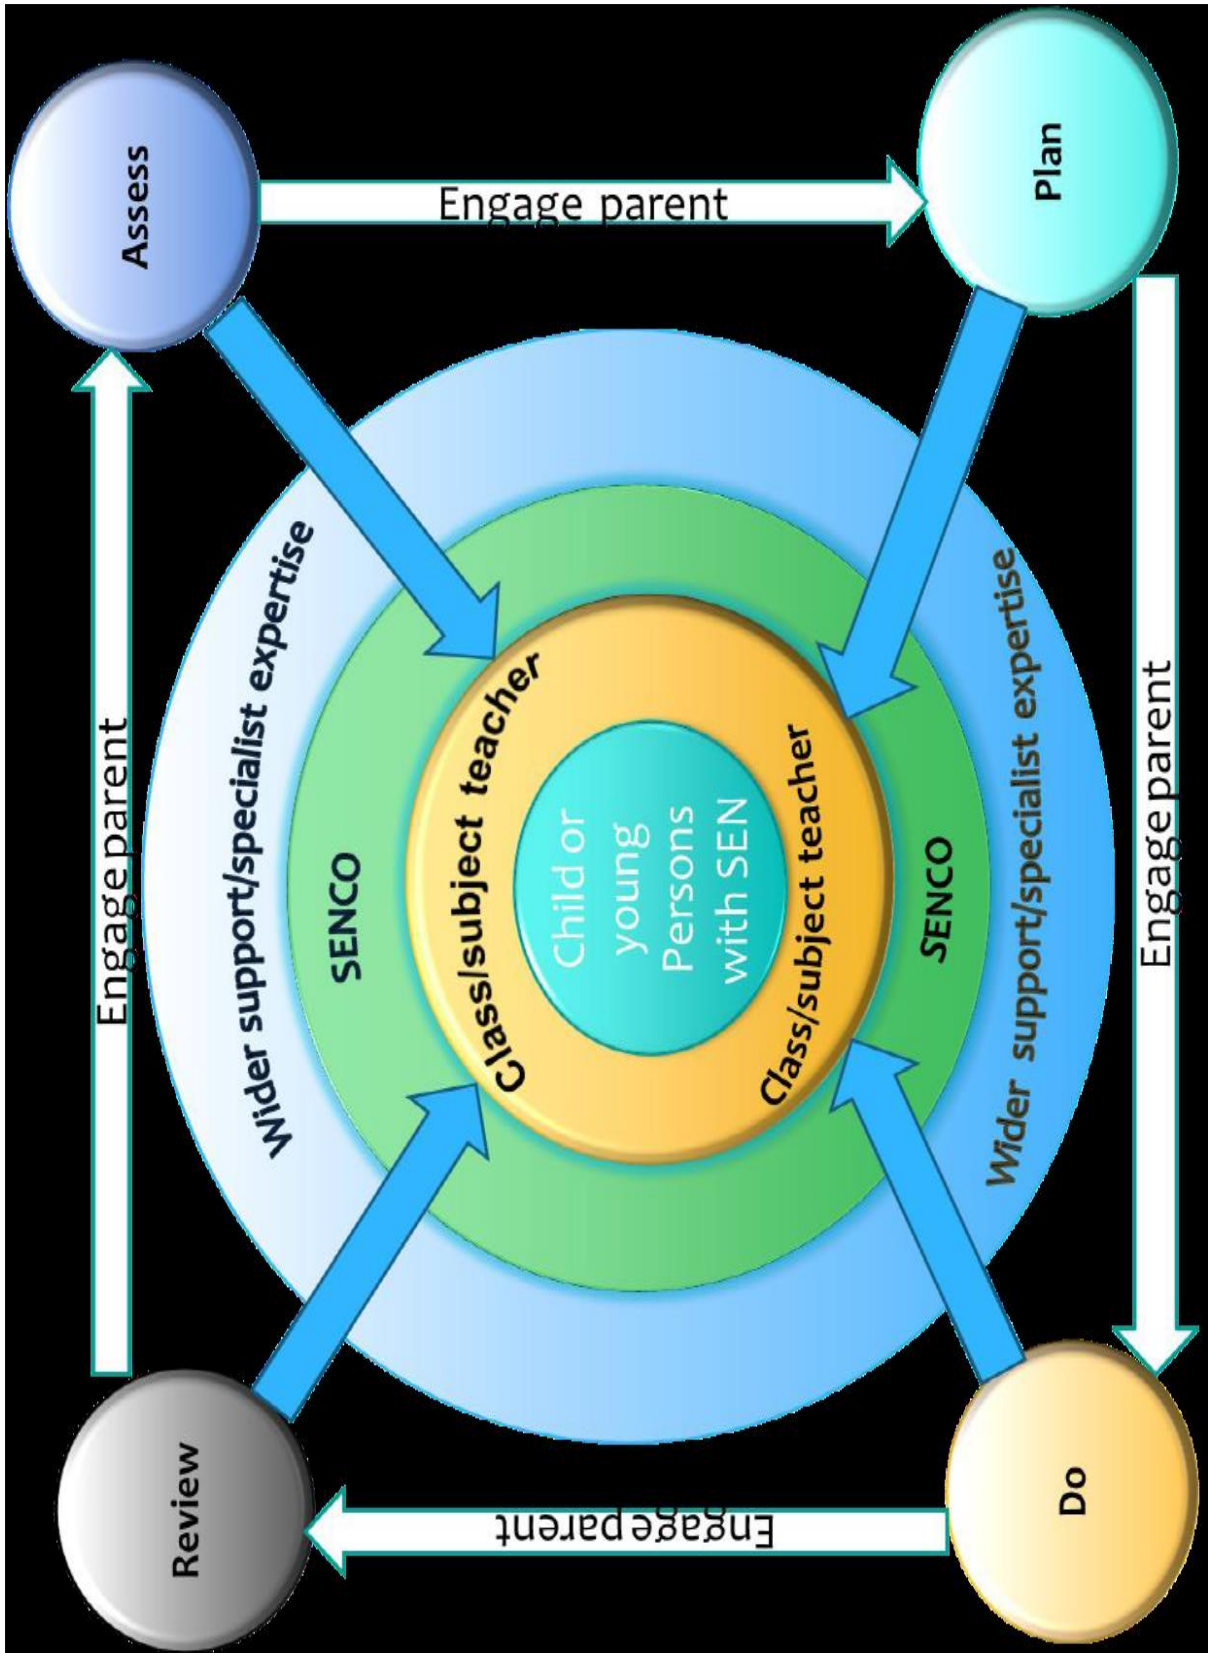 Engage parent
Assess
Review
Wider support/specialist expertise
SENCO
Class/subject teacher
Child or
young
Persons
with SEN
Class/subject teacher
SENCO
Wider support/specialist expertise
Engage parent
Engage parent
Plan
Do
Engage parent